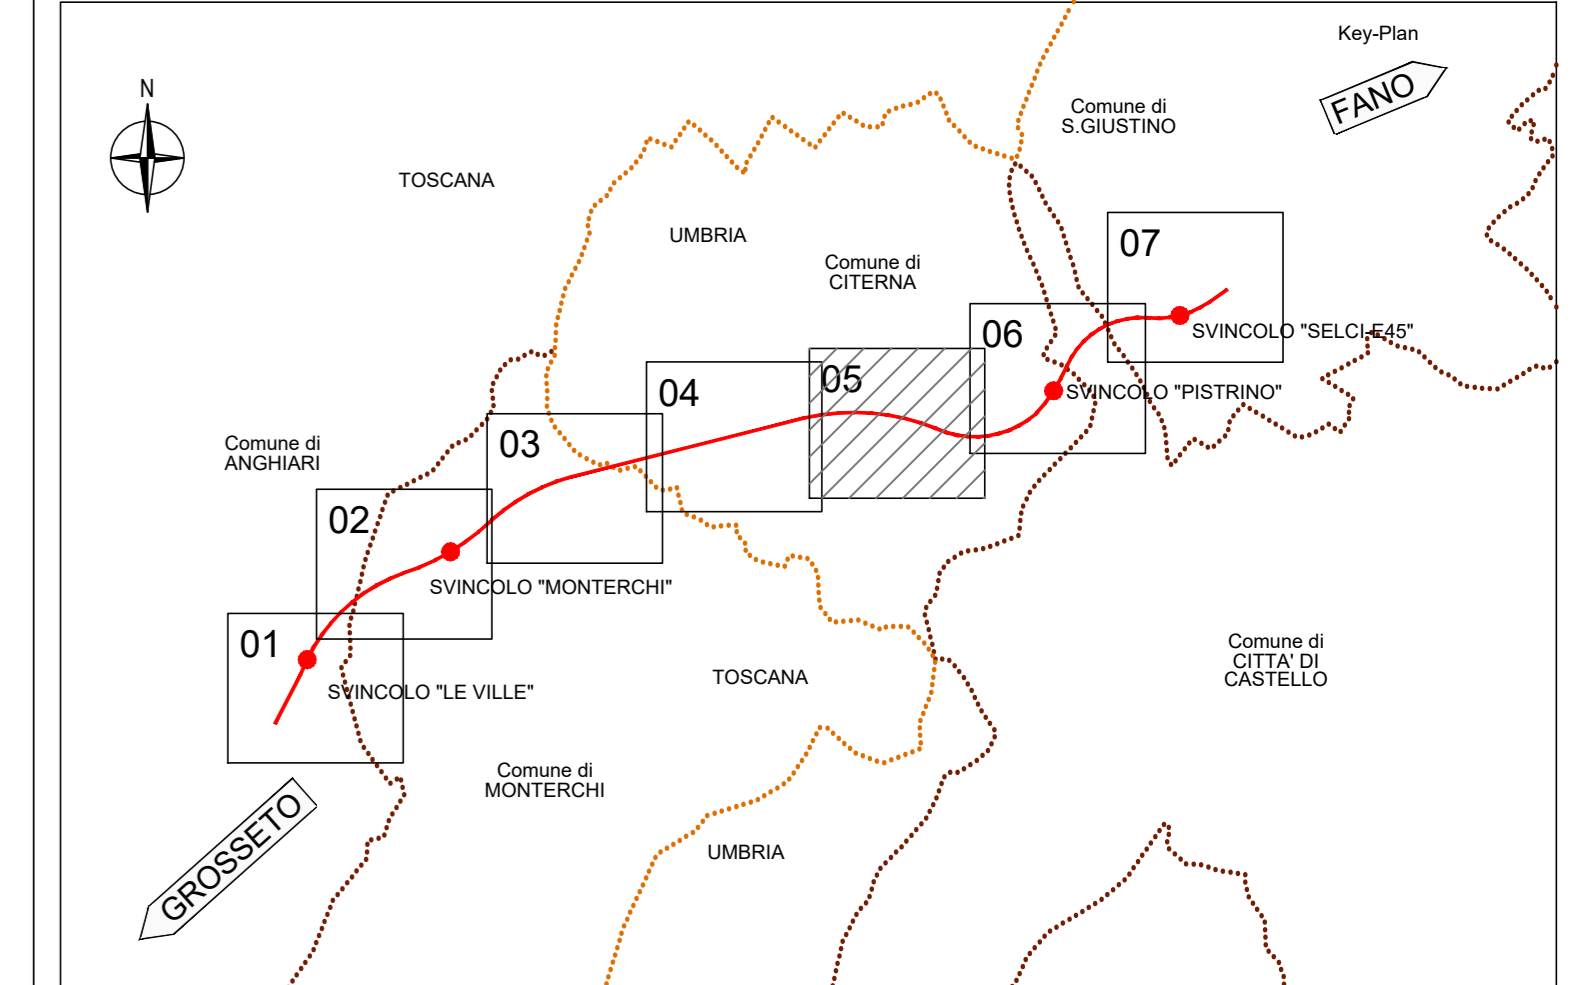 Key-Plan
N
FANO
Comune di
S.GIUSTINO
TOSCANA
UMBRIA
07
Comune di
CITERNA
06
SVINCOLO "SELCI-E45"
05
04
SVINCOLO "PISTRINO"
03
Comune di
ANGHIARI
02
SVINCOLO "MONTERCHI"
01
Comune di
CITTA' DI
CASTELLO
TOSCANA
SVINCOLO "LE VILLE"
Comune di
MONTERCHI
GROSSETO
UMBRIA